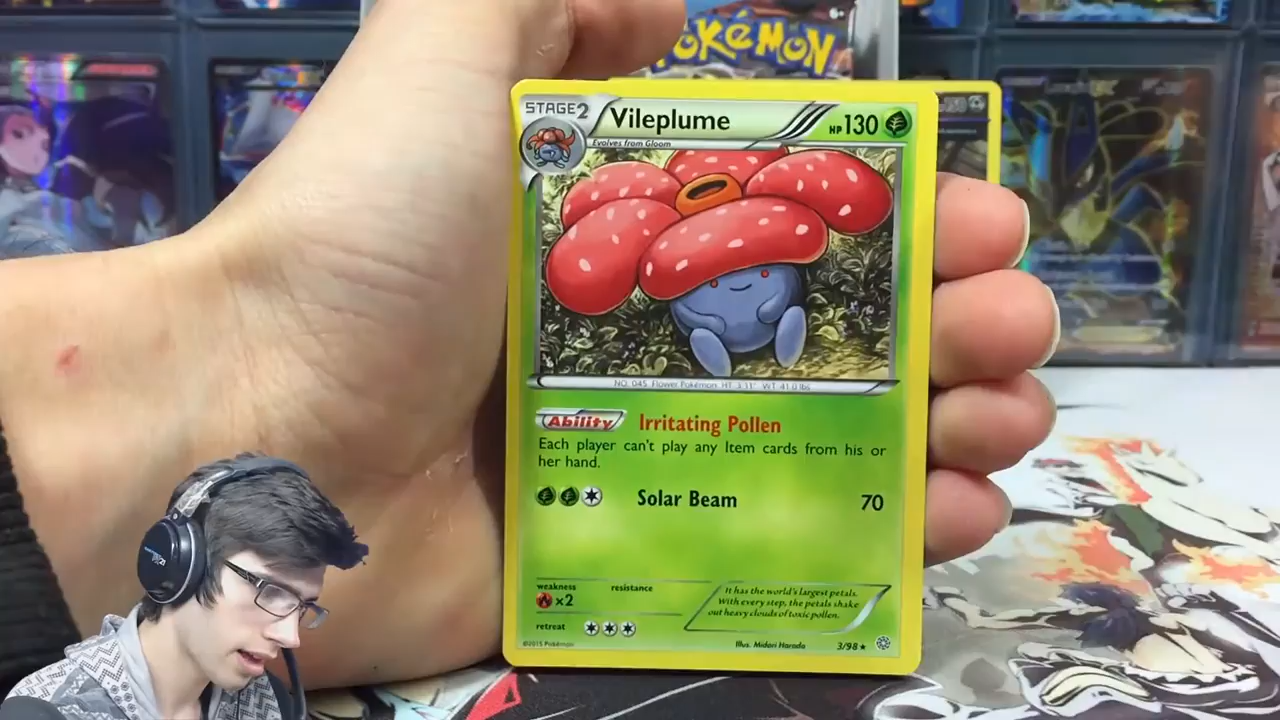 POKÉMON
STAGE2
Vileplume
HP130
Evolves from Gloom
NO. 045 Flower Pokémon HT: 3'11" WT: 41.0 lbs
Ability
Irritating Pollen
Each player can't play any Item cards from his or
her hand.
Solar Beam 70
weakness resistance
×2
It has the world's largest petals.
With every step, the petals shake
out heavy clouds of toxic pollen.
retreat
©2015 Pokémon
Illus. Midori Harada
3/98★